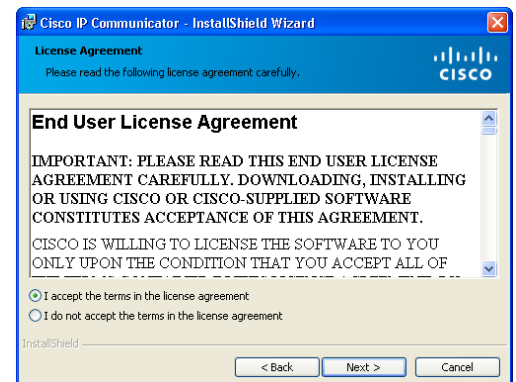 Cisco IP Communicator - InstallShield Wizard
License Agreement
Please read the following license agreement carefully.
CISCO
End User License Agreement
IMPORTANT: PLEASE READ THIS END USER LICENSE
AGREEMENT CAREFULLY. DOWNLOADING, INSTALLING
OR USING CISCO OR CISCO-SUPPLIED SOFTWARE
CONSTITUTES ACCEPTANCE OF THIS AGREEMENT.
CISCO IS WILLING TO LICENSE THE SOFTWARE TO YOU
ONLY UPON THE CONDITION THAT YOU ACCEPT ALL OF
I accept the terms in the license agreement
I do not accept the terms in the license agreement
InstallShield
< Back Next > Cancel